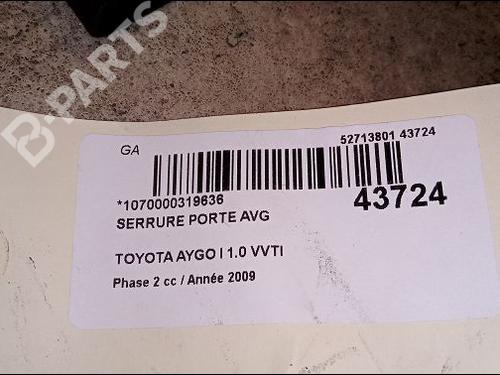 B-PARTS
GA
52713801 43724
*1070000319636
43724
SERRURE PORTE AVG
TOYOTA AYGO I 1.0 VVTI
Phase 2 cc / Année 2009